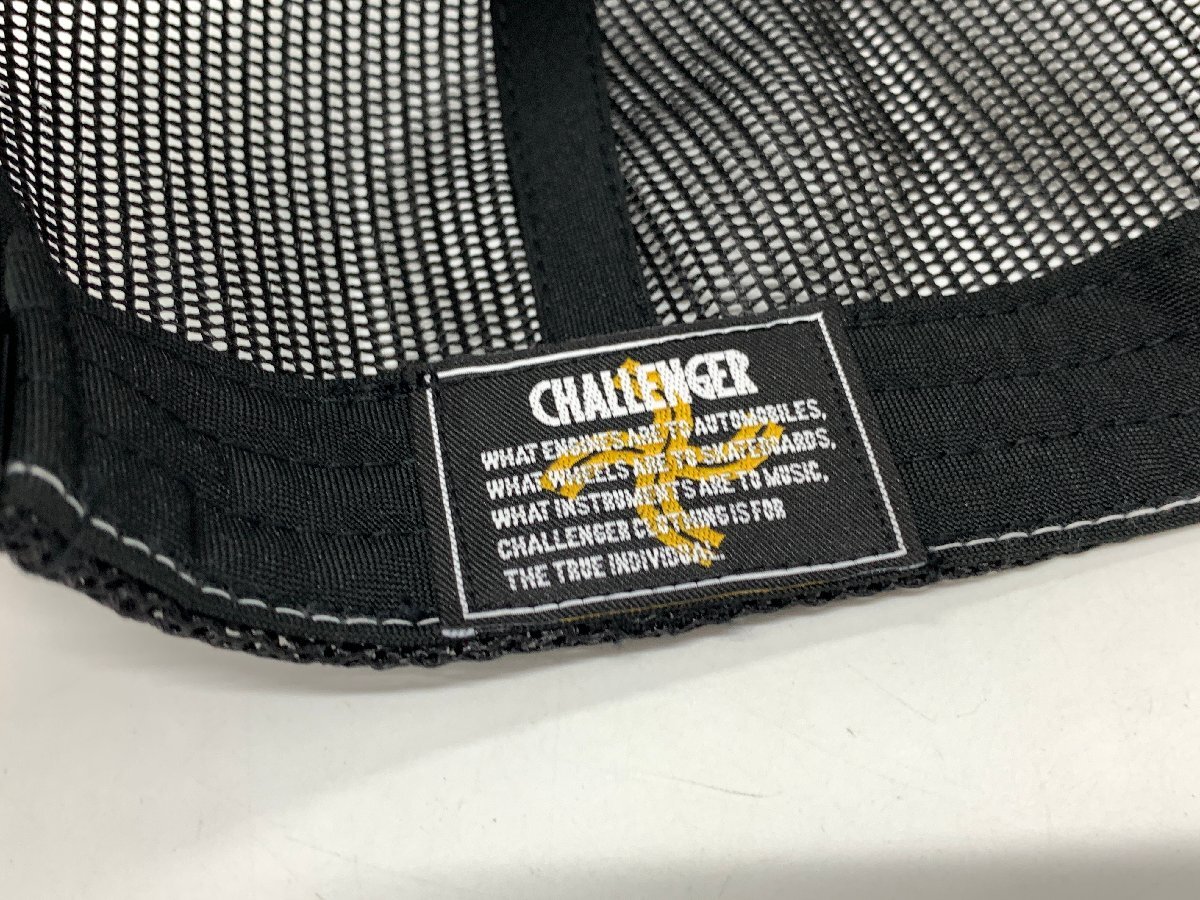 CHALLENGER
WHAT ENGINES ARE TO AUTOMOBILES,
WHAT WHEELS ARE TO SKATEBOARDS,
WHAT INSTRUMENTS ARE TO MUSIC,
CHALLENGER CLOTHING IS FOR
THE TRUE INDIVIDUAL.